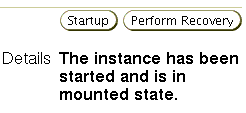 Startup Perform Recovery
Details The instance has been
started and is in
mounted state.